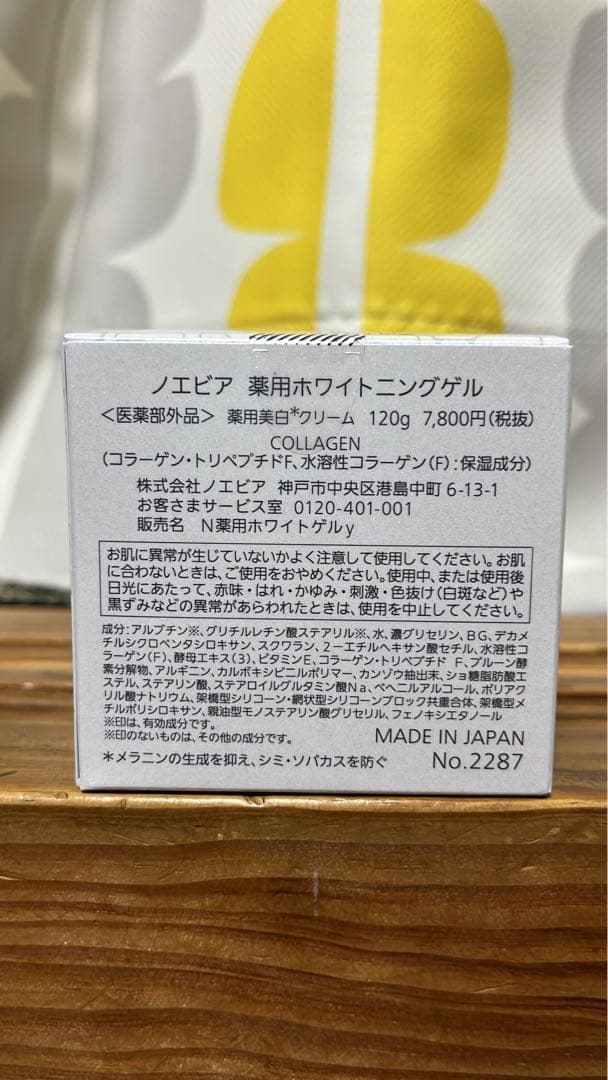 ノエビア 薬用ホワイトニングゲル
<医薬部外品> 薬用美白*クリーム 120g 7,800円(税抜)
COLLAGEN
(コラーゲン・トリペプチドF、水溶性コラーゲン(F):保湿成分)
株式会社ノエビア 神戸市中央区港島中町6-13-1
お客さまサービス室 0120-401-001
販売名 N薬用ホワイトゲルy
お肌に異常が生じていないかよく注意して使用してください。お肌
に合わないときは、ご使用をおやめください。使用中、または使用後
日光にあたって、赤味・はれ・かゆみ・刺激・色抜け(白斑など)や
黒ずみなどの異常があらわれたときは、使用を中止してください。
成分:アルブチン※、グリチルレチン酸ステアリル※、水、濃グリセリン、BG、デカメ
チルシクロペンタシロキサン、スクワラン、2-エチルヘキサン酸セチル、水溶性コ
ラーゲン(F)、酵母エキス(3)、ビタミンE、コラーゲン・トリペプチド F、プルーン酵
素分解物、アルギニン、カルボキシビニルポリマー、カンゾウ抽出末、ショ糖脂肪酸エ
ステル、ステアリン酸、ステアロイルグルタミン酸Na、ベヘニルアルコール、ポリアク
リル酸ナトリウム、架橋型シリコーン・網状型シリコーンブロック共重合体、架橋型メ
チルポリシロキサン、親油型モノステアリン酸グリセリル、フェノキシエタノール
※印は、有効成分です。
※印のないものは、その他の成分です。
MADE IN JAPAN
*メラニンの生成を抑え、シミ・ソバカスを防ぐ
No.2287